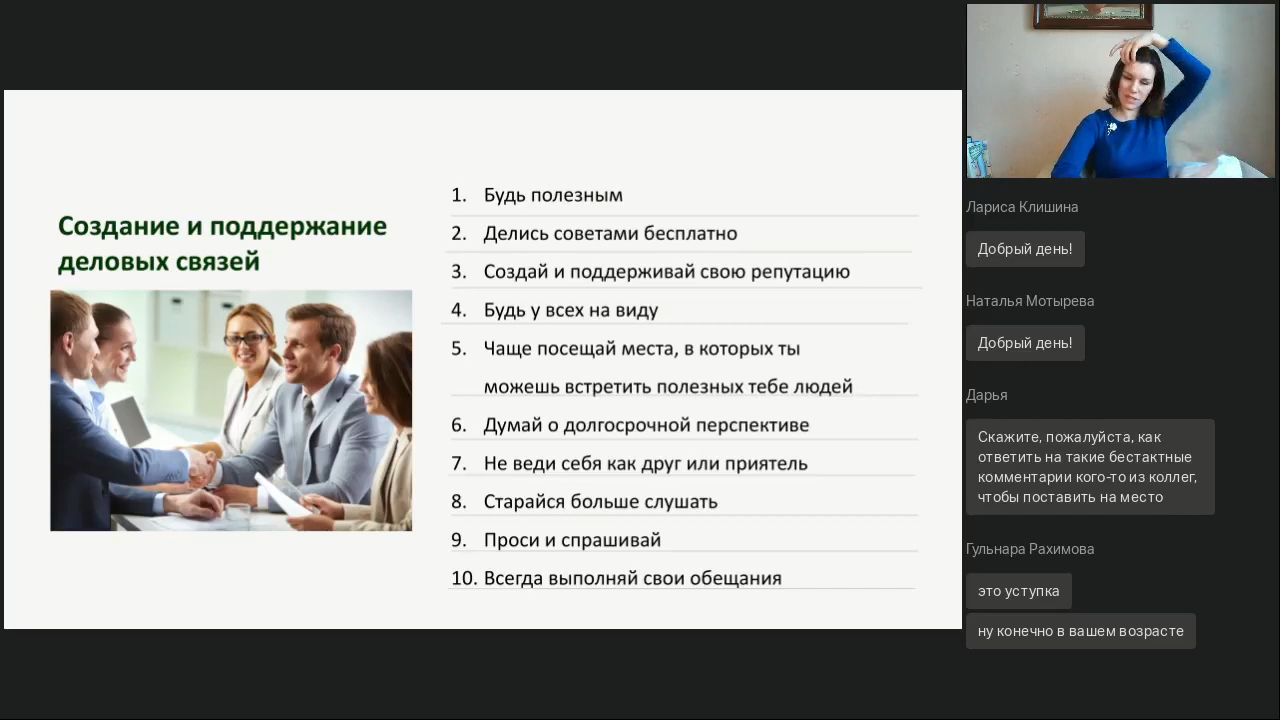 Создание и поддержание
деловых связей
1. Будь полезным
2. Делись советами бесплатно
3. Создай и поддерживай свою репутацию
4. Будь у всех на виду
5. Чаще посещай места, в которых ты
можешь встретить полезных тебе людей
6. Думай о долгосрочной перспективе
7. Не веди себя как друг или приятель
8. Старайся больше слушать
9. Проси и спрашивай
10. Всегда выполняй свои обещания
Лариса Клишина
Добрый день!
Наталья Мотырева
Добрый день!
Дарья
Скажите, пожалуйста, как
ответить на такие бестактные
комментарии кого-то из коллег,
чтобы поставить на место
Гульнара Рахимова
это уступка
ну конечно в вашем возрасте